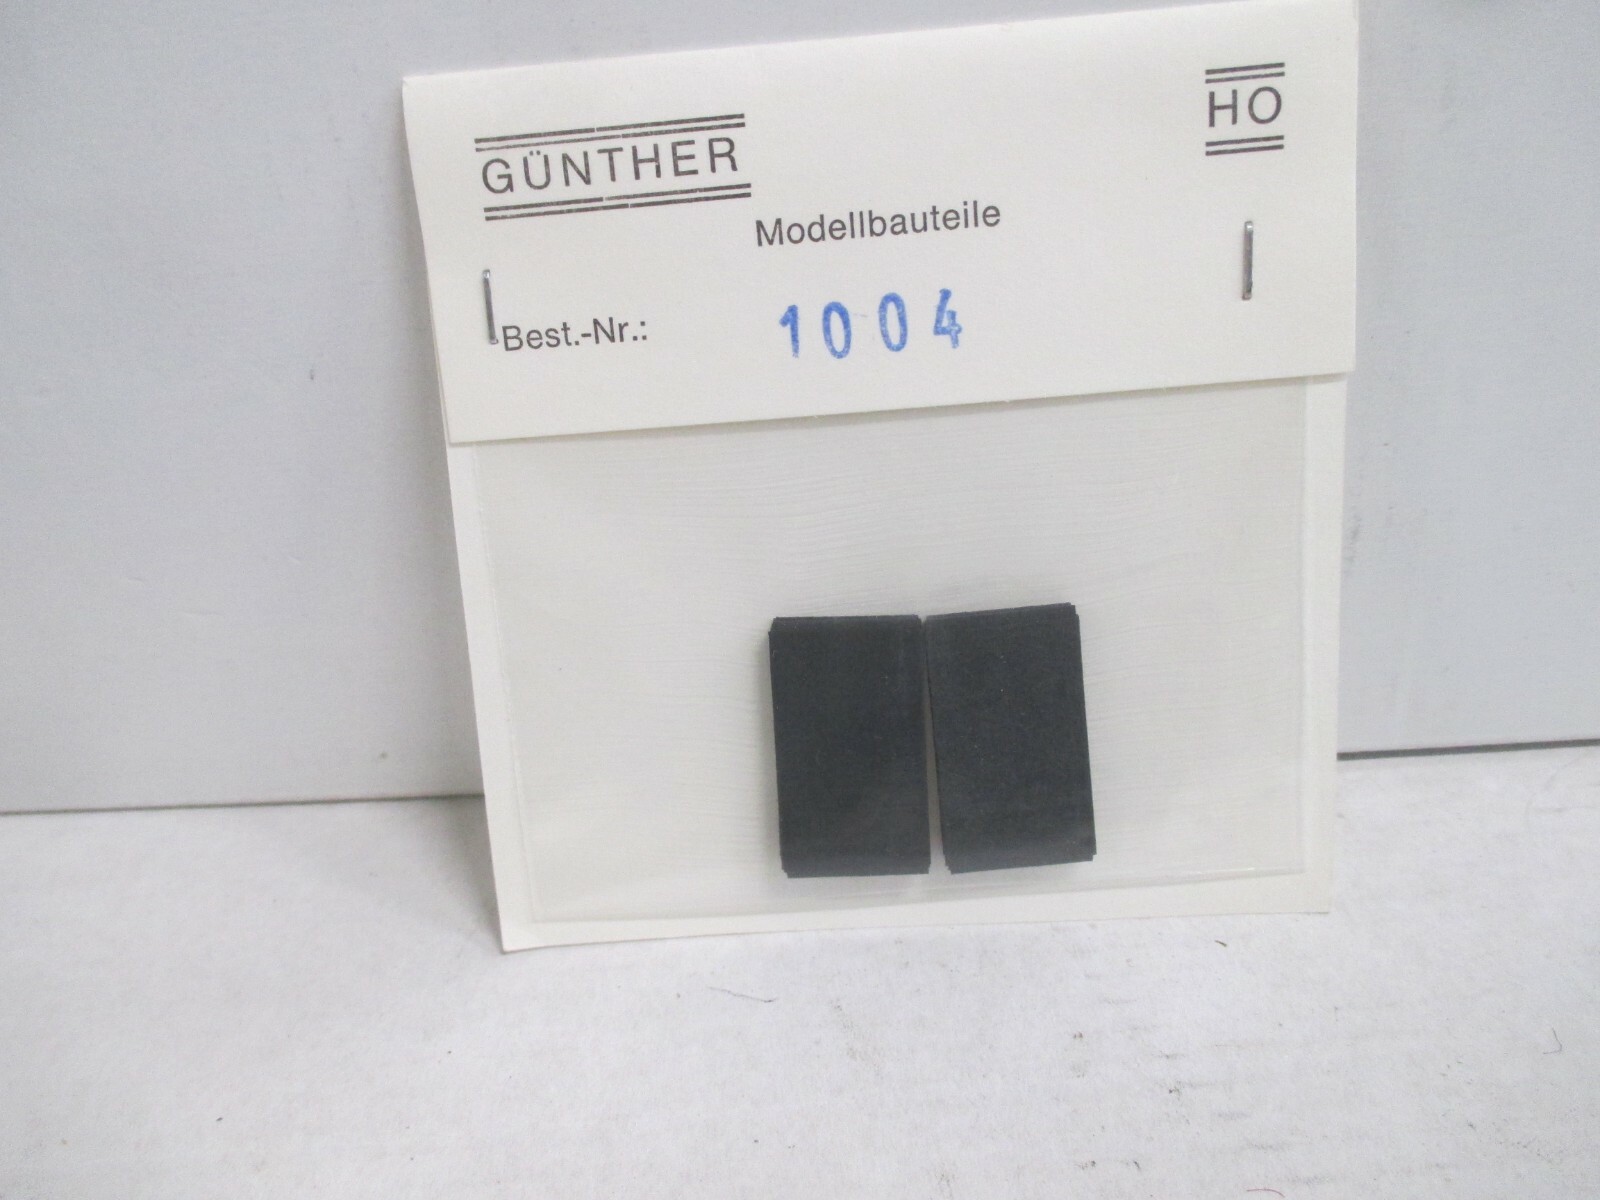 GÜNTHER
HO
Modellbauteile
Best.-Nr.: 1004